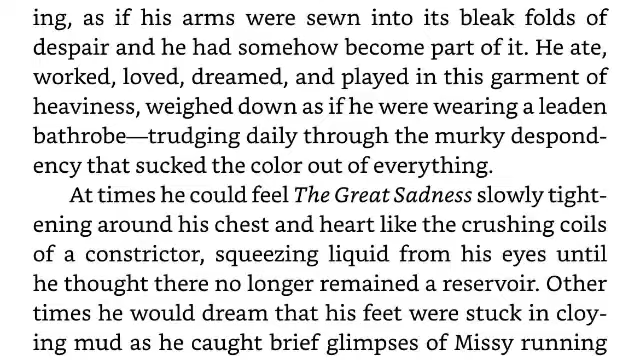 ing, as if his arms were sewn into its bleak folds of
despair and he had somehow become part of it. He ate,
worked, loved, dreamed, and played in this garment of
heaviness, weighed down as if he were wearing a leaden
bathrobe—trudging daily through the murky despond-
ency that sucked the color out of everything.
At times he could feel The Great Sadness slowly tight-
ening around his chest and heart like the crushing coils
of a constrictor, squeezing liquid from his eyes until
he thought there no longer remained a reservoir. Other
times he would dream that his feet were stuck in cloy-
ing mud as he caught brief glimpses of Missy running